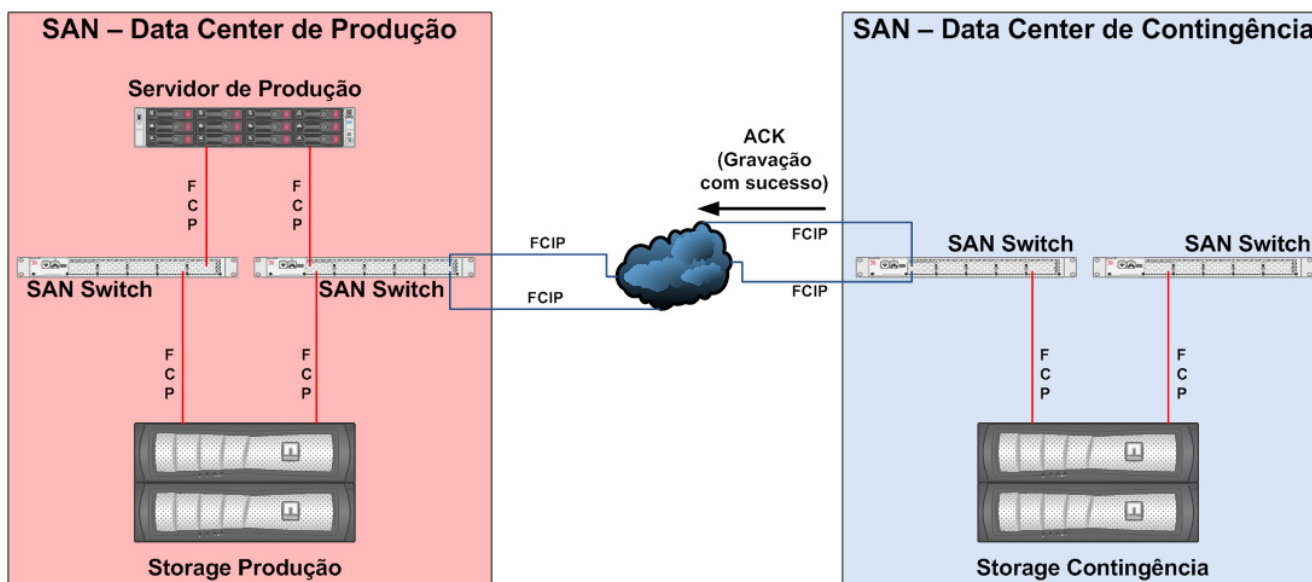 SAN – Data Center de Produção
SAN – Data Center de Contingência
Servidor de Produção
ACK
(Gravação
com sucesso)
F
C
P
F
C
P
FCIP
FCIP
SAN Switch
SAN Switch
SAN Switch
SAN Switch
FCIP
FCIP
F
C
P
F
C
P
F
C
P
F
C
P
Storage Produção
Storage Contingência